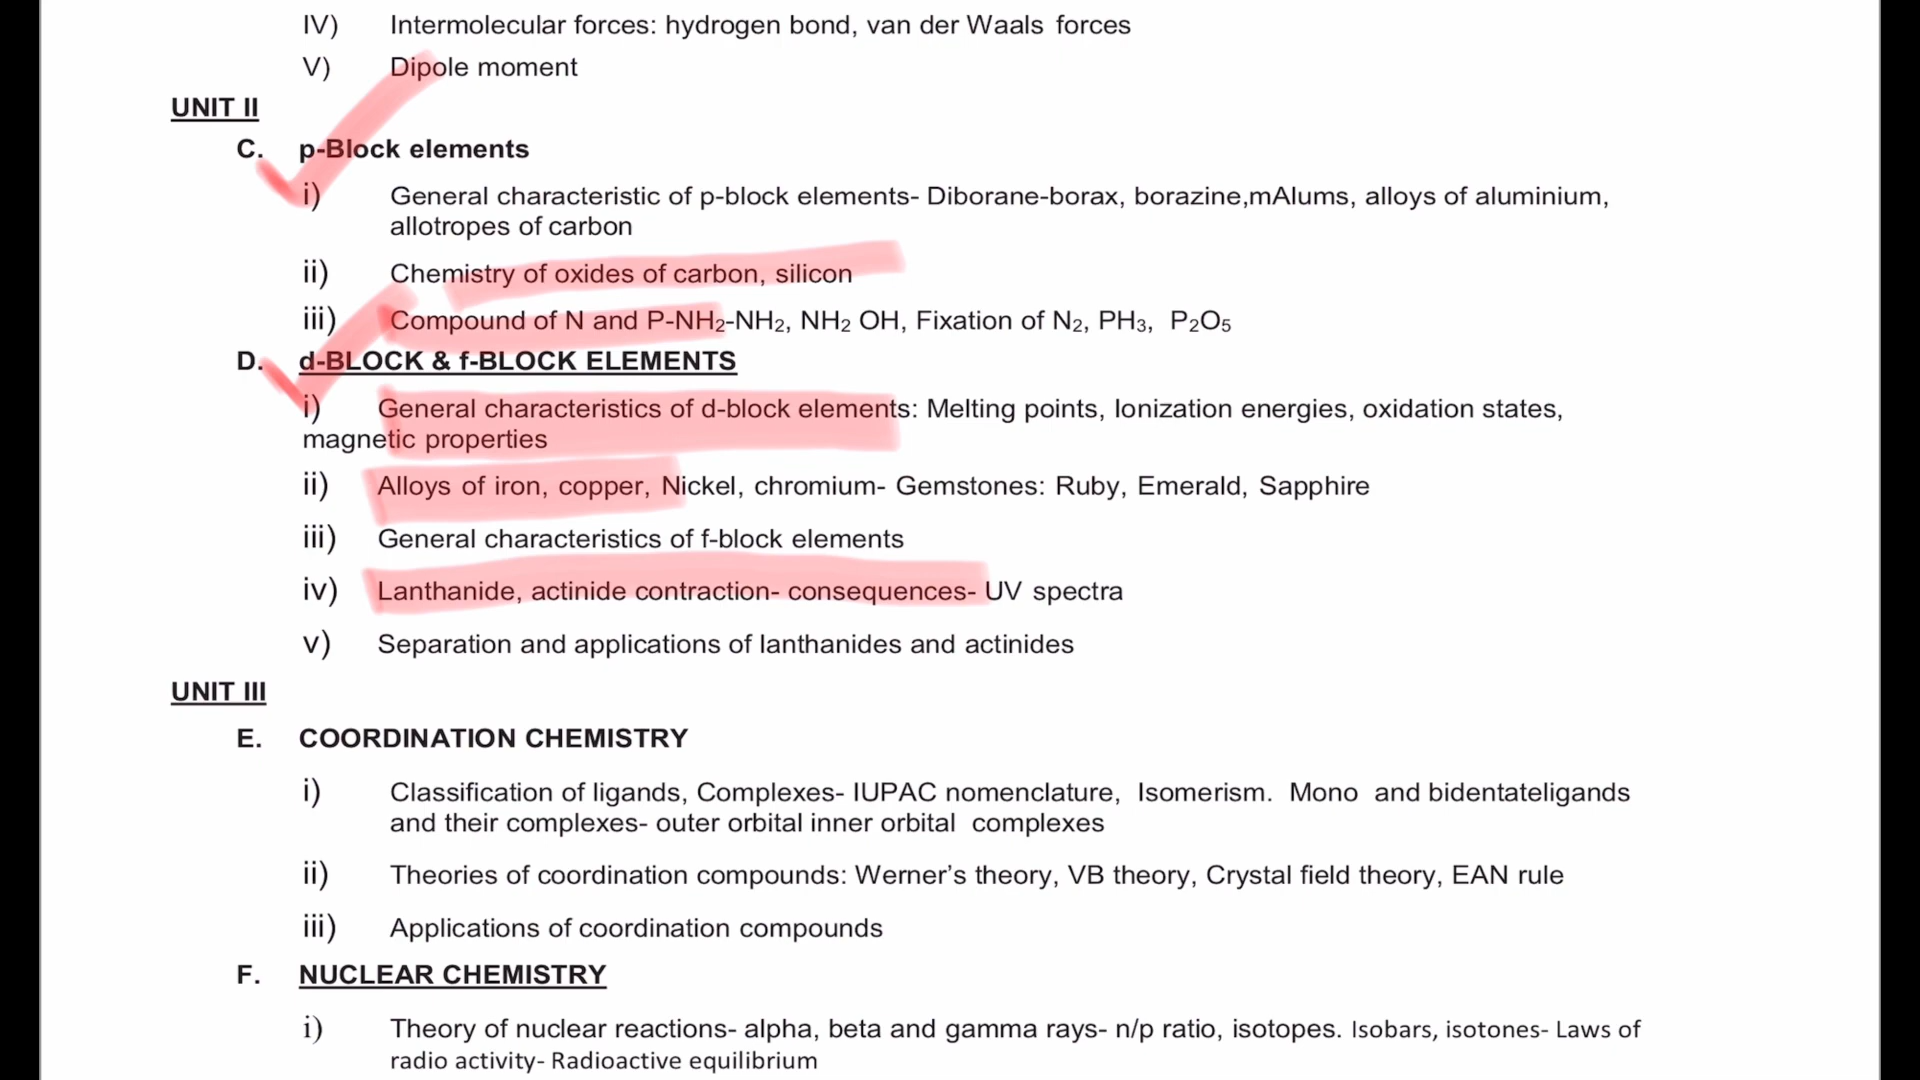 IV) Intermolecular forces: hydrogen bond, van der Waals forces
V) Dipole moment
UNIT II
C. p-Block elements
i) General characteristic of p-block elements- Diborane-borax, borazine,mAlums, alloys of aluminium,
allotropes of carbon
ii) Chemistry of oxides of carbon, silicon
iii) Compound of N and P-NH₂-NH₂, NH₂ OH, Fixation of N₂, PH₃, P₂O₅
D. d-BLOCK & f-BLOCK ELEMENTS
i) General characteristics of d-block elements: Melting points, Ionization energies, oxidation states,
magnetic properties
ii) Alloys of iron, copper, Nickel, chromium- Gemstones: Ruby, Emerald, Sapphire
iii) General characteristics of f-block elements
iv) Lanthanide, actinide contraction- consequences- UV spectra
v) Separation and applications of lanthanides and actinides
UNIT III
E. COORDINATION CHEMISTRY
i) Classification of ligands, Complexes- IUPAC nomenclature, Isomerism. Mono and bidentateligands
and their complexes- outer orbital inner orbital complexes
ii) Theories of coordination compounds: Werner’s theory, VB theory, Crystal field theory, EAN rule
iii) Applications of coordination compounds
F. NUCLEAR CHEMISTRY
i) Theory of nuclear reactions- alpha, beta and gamma rays- n/p ratio, isotopes. Isobars, isotones- Laws of
radio activity- Radioactive equilibrium